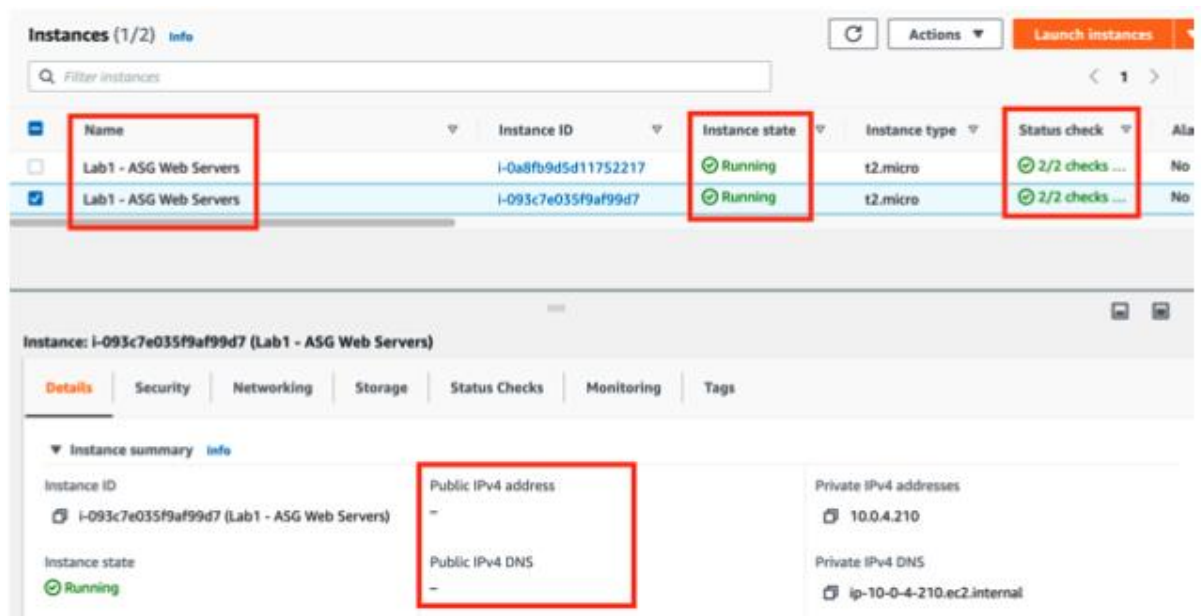 Instances (1/2) Info
Actions
Launch instances
Filter instances
1
Name Instance ID Instance state Instance type Status check Ala
Lab1 - ASG Web Servers i-0a8fb9d5d11752217 Running t2.micro 2/2 checks ... No
Lab1 - ASG Web Servers i-093c7e035f9af99d7 Running t2.micro 2/2 checks ... No
Instance: i-093c7e035f9af99d7 (Lab1 - ASG Web Servers)
Details Security Networking Storage Status Checks Monitoring Tags
Instance summary Info
Instance ID Public IPv4 address Private IPv4 addresses
i-093c7e035f9af99d7 (Lab1 - ASG Web Servers) – 10.0.4.210
Instance state Public IPv4 DNS Private IPv4 DNS
Running – ip-10-0-4-210.ec2.internal